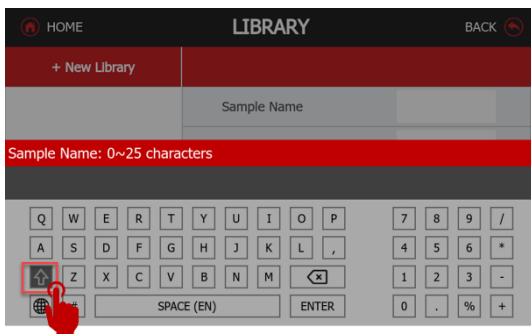 HOME LIBRARY BACK
+ New Library
Sample Name
Sample Name: 0~25 characters
Q W E R T Y U I O P 7 8 9 /
A S D F G H J K L , 4 5 6 *
Z X C V B N M 1 2 3 -
# SPACE (EN) ENTER 0 . % +